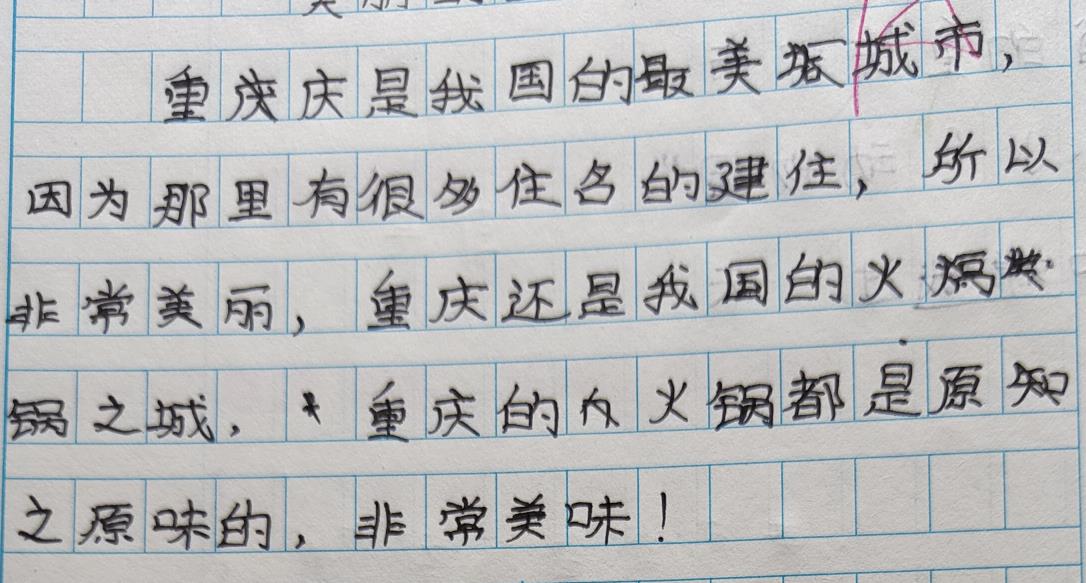 重庆庆是我国的最美城城市，
因为那里有很多住名的建住，所以
非常美丽，重庆还是我国的火
锅之城．重庆的火锅都是原知
之原味的，非常美味！